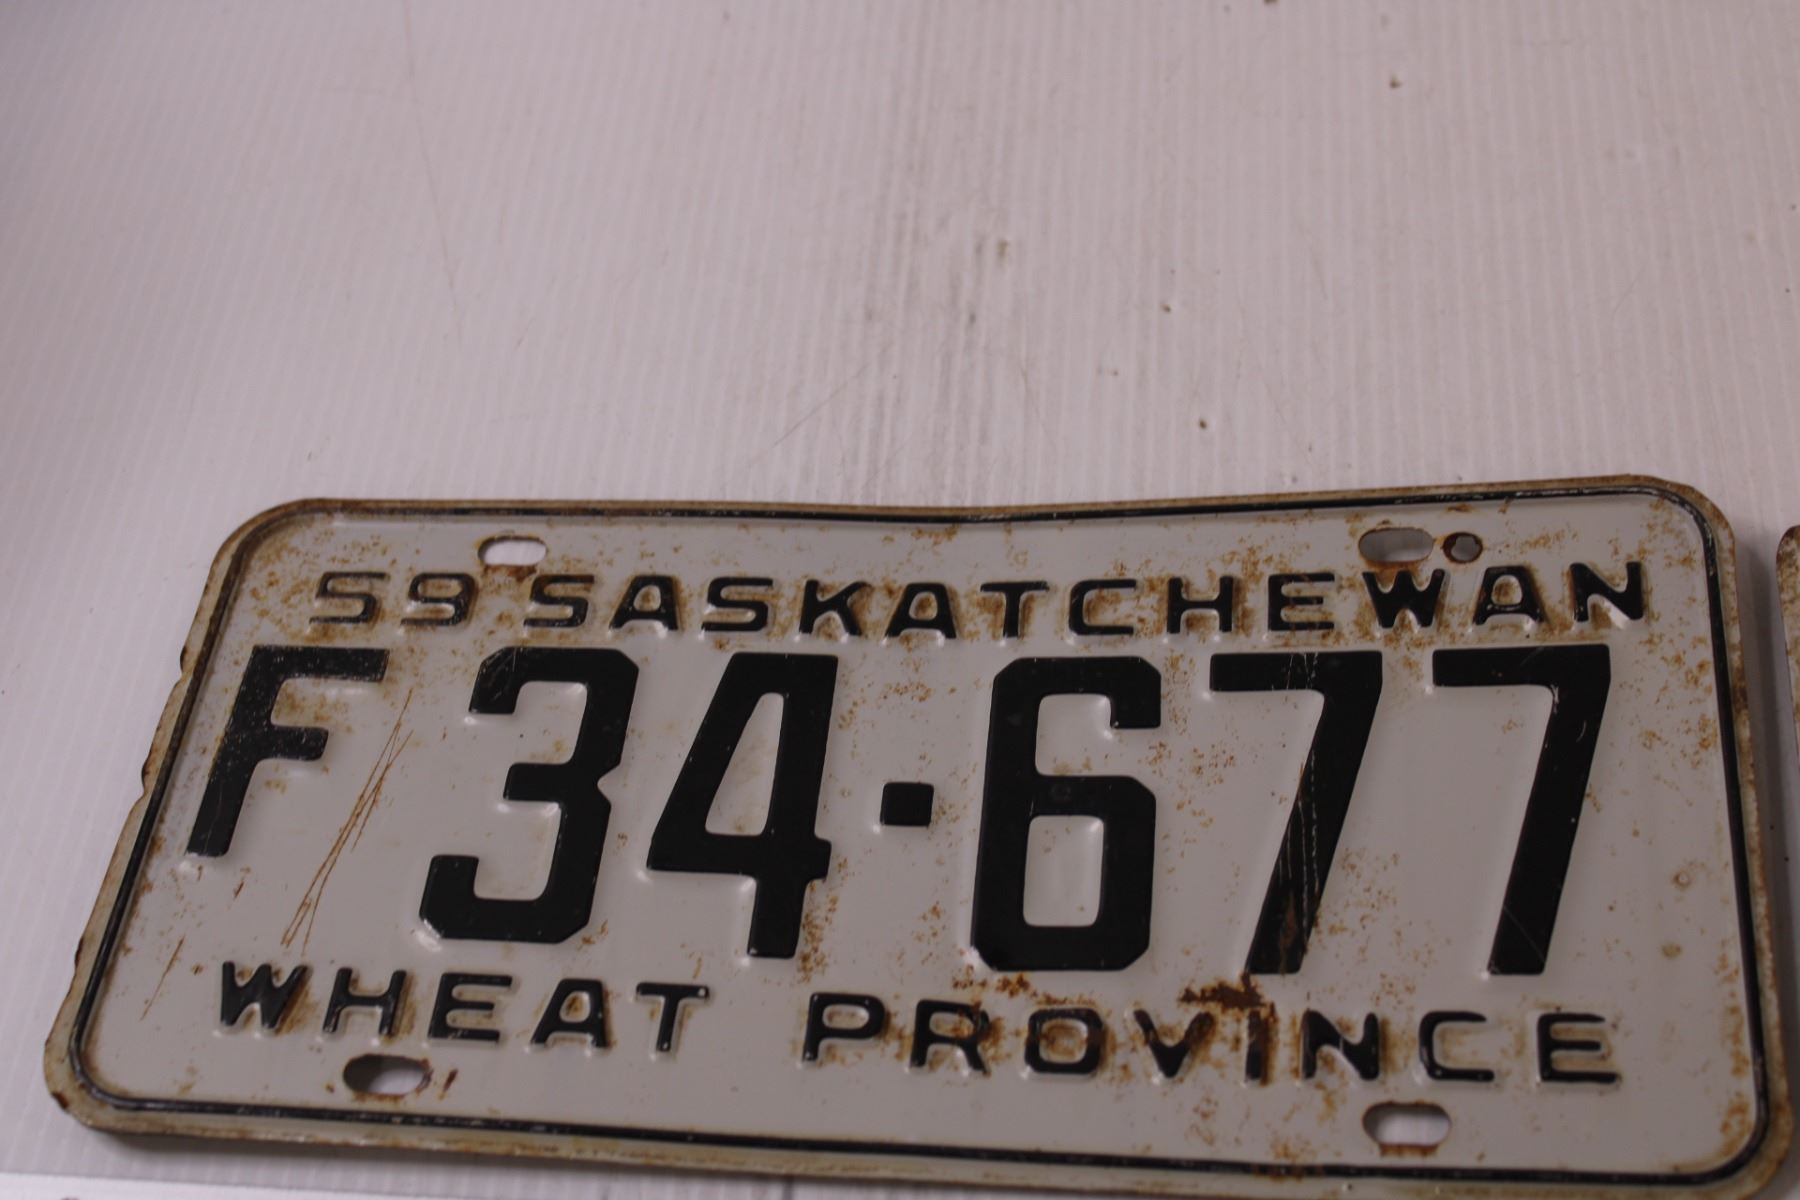 59 SASKATCHEWAN
F 34·677
WHEAT PROVINCE